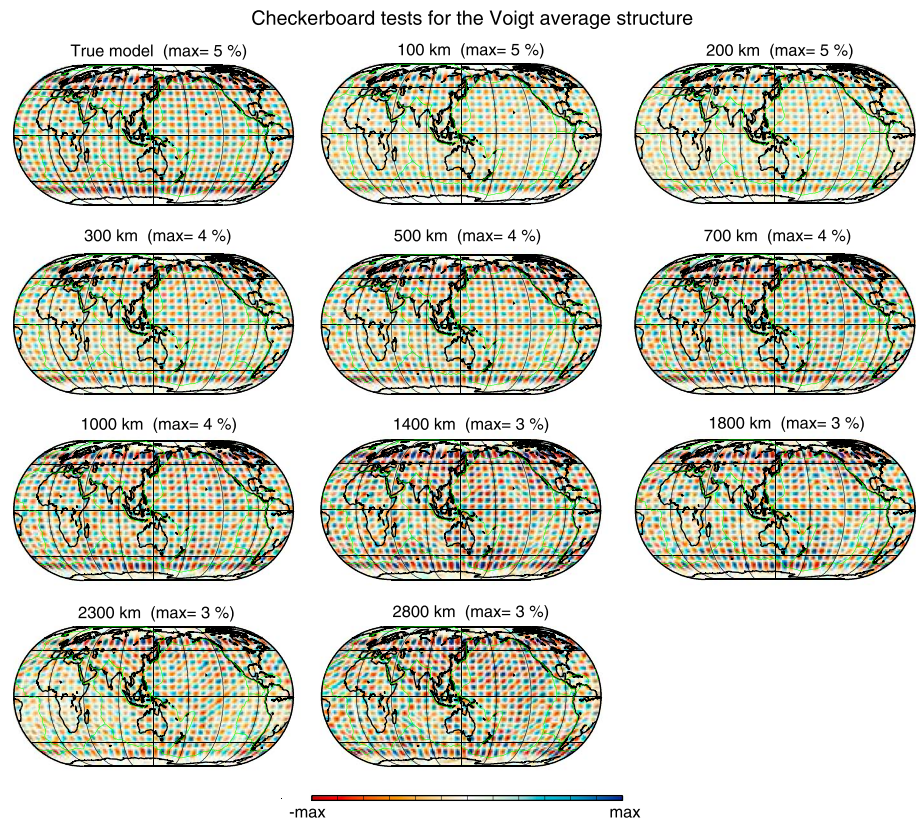 Checkerboard tests for the Voigt average structure
True model (max= 5 %)
100 km (max= 5 %)
200 km (max= 5 %)
300 km (max= 4 %)
500 km (max= 4 %)
700 km (max= 4 %)
1000 km (max= 4 %)
1400 km (max= 3 %)
1800 km (max= 3 %)
2300 km (max= 3 %)
2800 km (max= 3 %)
-max
max